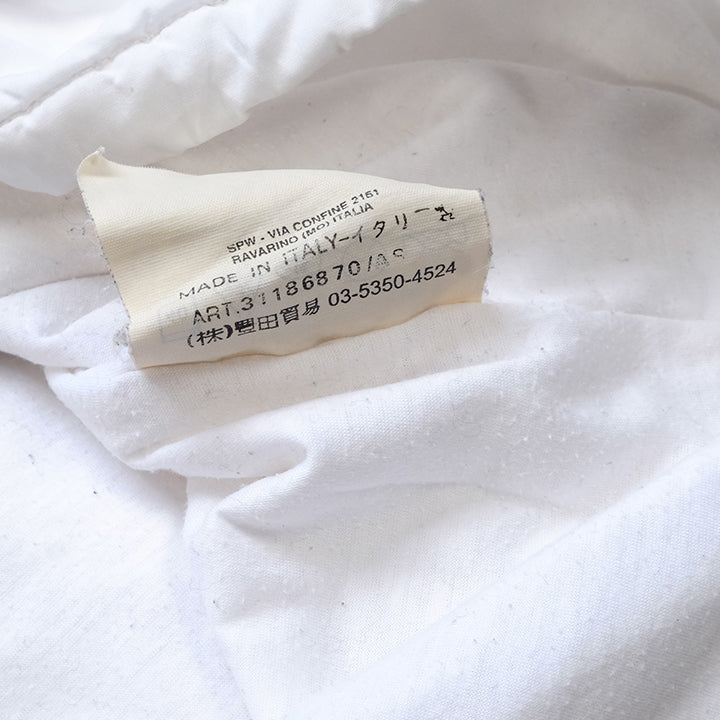 SPW - VIA CONFINE 2161
RAVARINO (MO) ITALIA
MADE IN ITALY-イタリー製
ART.31186870/AS
(株)豊田貿易 03-5350-4524